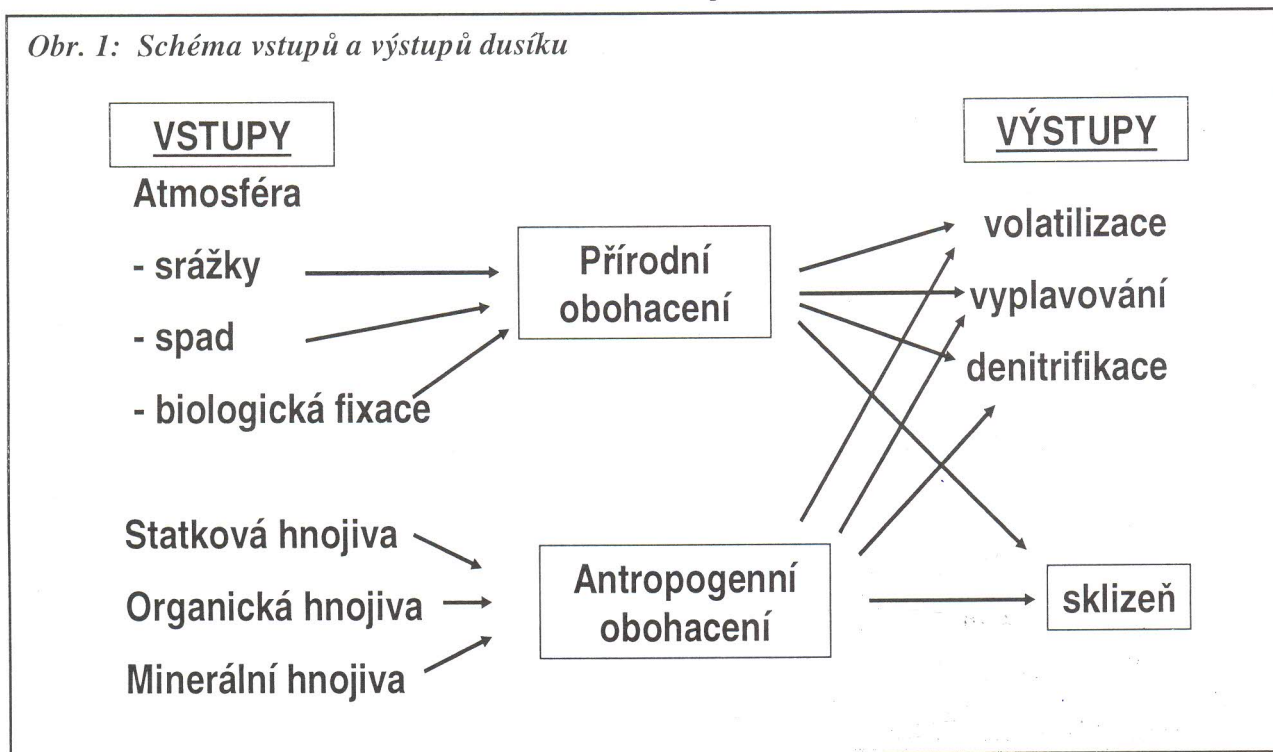 Obr. 1: Schéma vstupů a výstupů dusíku
VSTUPY
Atmosféra
- srážky
- spad
- biologická fixace
Statková hnojiva
Organická hnojiva
Minerální hnojiva
Přírodní
obohacení
Antropogenní
obohacení
VÝSTUPY
volatilizace
vyplavování
denitrifikace
sklizeň